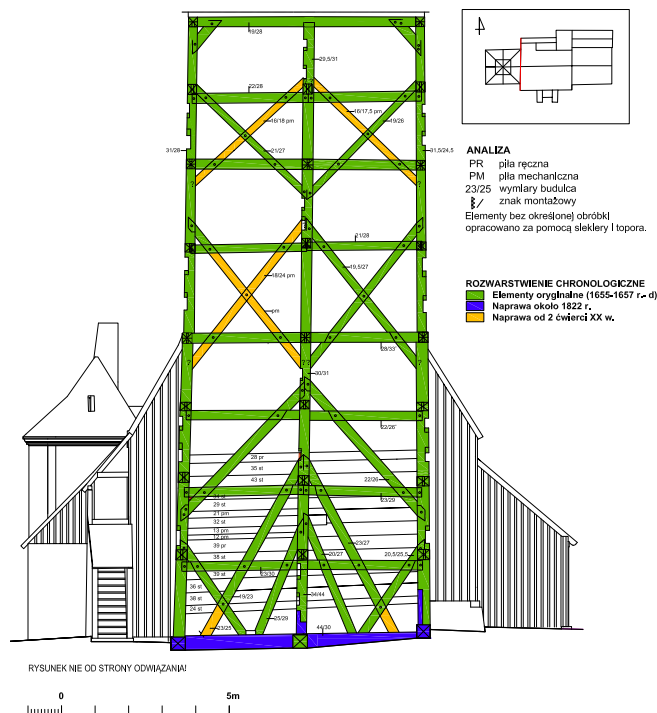 19/28
29,5/31
22/28
16/17,5 pm
16/18 pm
19/26
31/28
21/27
31,5/24,5
ANALIZA
PR piła ręczna
PM piła mechaniczna
23/25 wymiary budulca
znak montażowy
Elementy bez określonej obróbki
opracowano za pomocą siekiery i topora.
?
?
21/28
19,5/27
18/24 pm
pm
ROZWARSTWIENIE CHRONOLOGICZNE
Elementy oryginalne (1655-1657 r.- d)
Naprawa około 1822 r.
Naprawa od 2 ćwierci XX w.
28/33
? ? ?
30/31
22/26
28 pr
35 st
43 st
22/26
23/29
29 st
21 pm
32 st
13 pm
12 pm
39 pr
23/27
38 st
20/27
20,5/25,5
39 st
23/30
36 st
38 st
19/23
34/44
24 st
25/29
23/25
44/30
RYSUNEK NIE OD STRONY ODWIĄZANIA!
0 5m